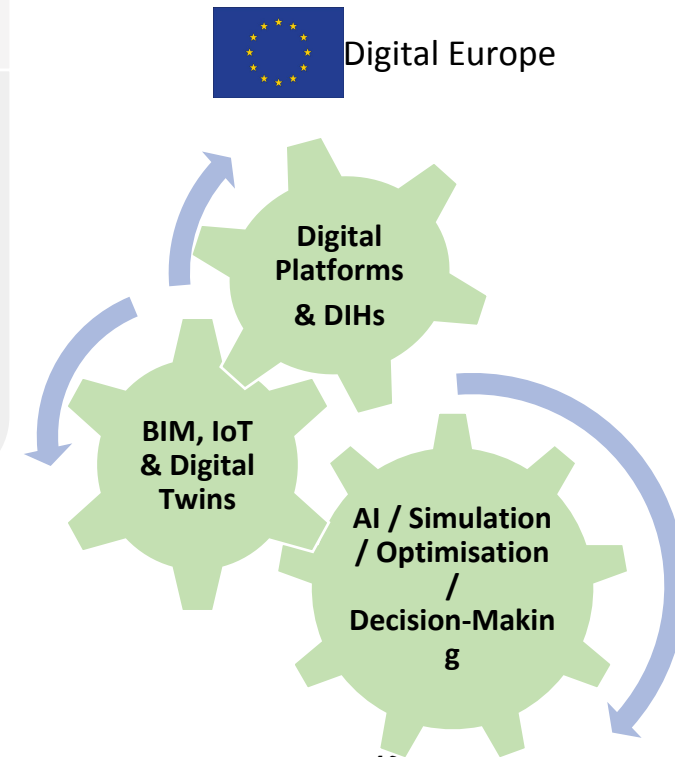 Digital Europe
Digital
Platforms
& DIHs
BIM, IoT
& Digital
Twins
AI / Simulation
/ Optimisation
/
Decision-Makin
g